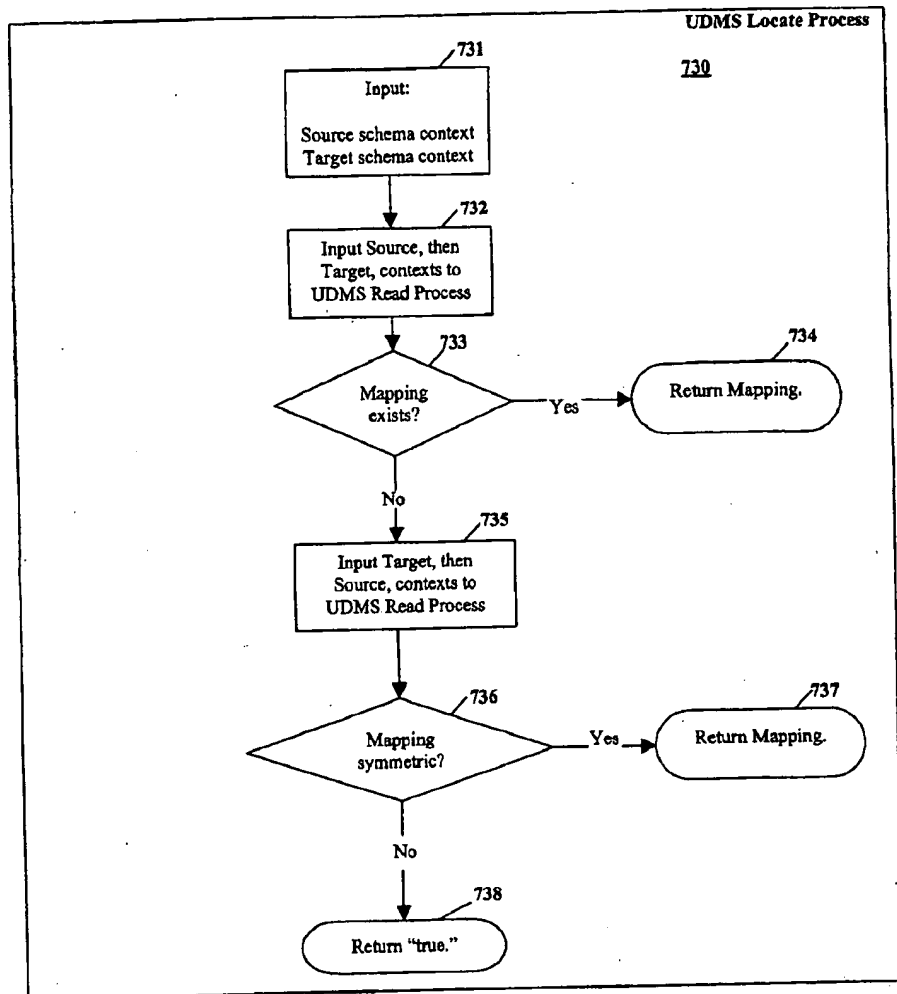 UDMS Locate Process
730
731
Input:
Source schema context
Target schema context
732
Input Source, then
Target, contexts to
UDMS Read Process
733
Mapping
exists?
Yes
734
Return Mapping.
No
735
Input Target, then
Source, contexts to
UDMS Read Process
736
Mapping
symmetric?
Yes
737
Return Mapping.
No
738
Return "true."